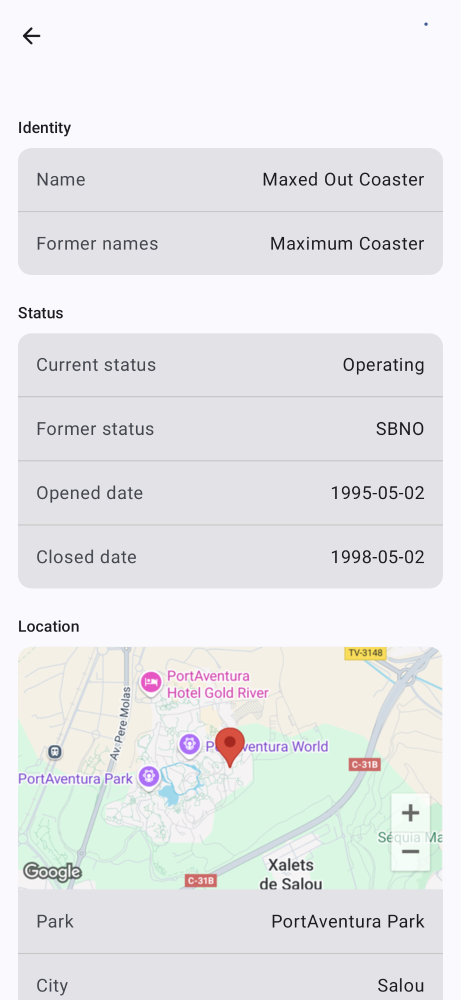 Identity
Name Maxed Out Coaster
Former names Maximum Coaster
Status
Current status Operating
Former status SBNO
Opened date 1995-05-02
Closed date 1998-05-02
Location
TV-3148
PortAventura
Hotel Gold River
Av. Pere Molas
PortAventura World
C-31B
PortAventura Park
+
Séquia Ma
−
Google
Xalets
de Salou
C-31B
Park PortAventura Park
City Salou